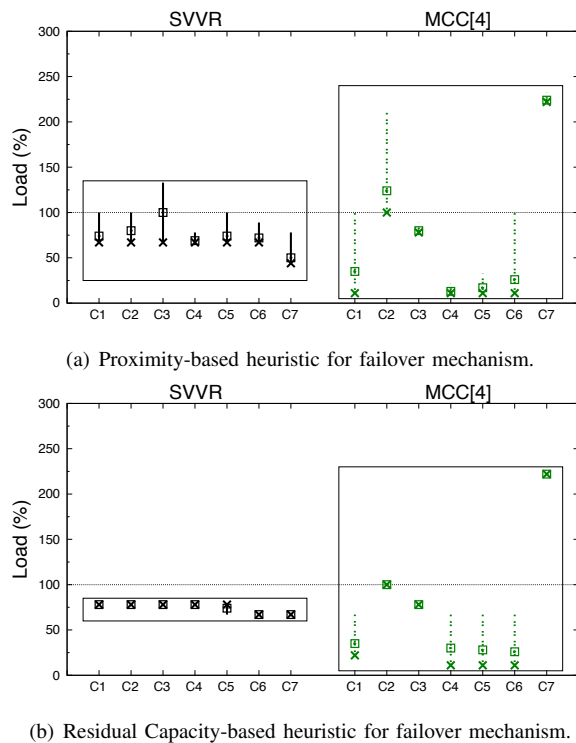 SVVR MCC[4]
300
250
200
150
100
50
0
Load (%)
C1 C2 C3 C4 C5 C6 C7 C1 C2 C3 C4 C5 C6 C7
(a) Proximity-based heuristic for failover mechanism.
SVVR MCC[4]
300
250
200
150
100
50
0
Load (%)
C1 C2 C3 C4 C5 C6 C7 C1 C2 C3 C4 C5 C6 C7
(b) Residual Capacity-based heuristic for failover mechanism.